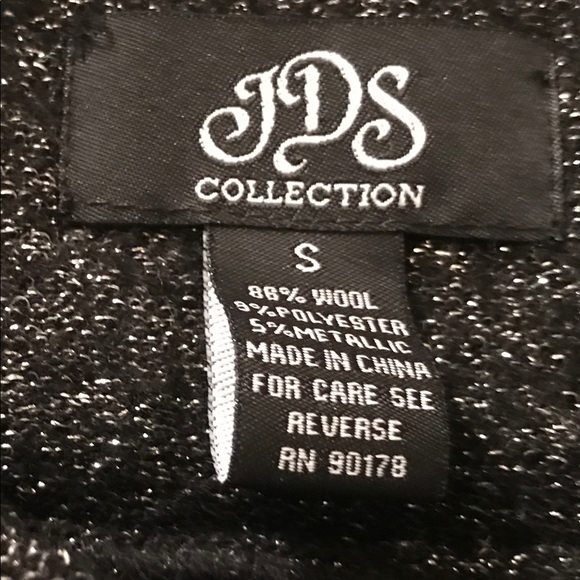 JDS
COLLECTION
S
86% WOOL
9%POLYESTER
5%METALLIC
MADE IN CHINA
FOR CARE SEE
REVERSE
RN 90178